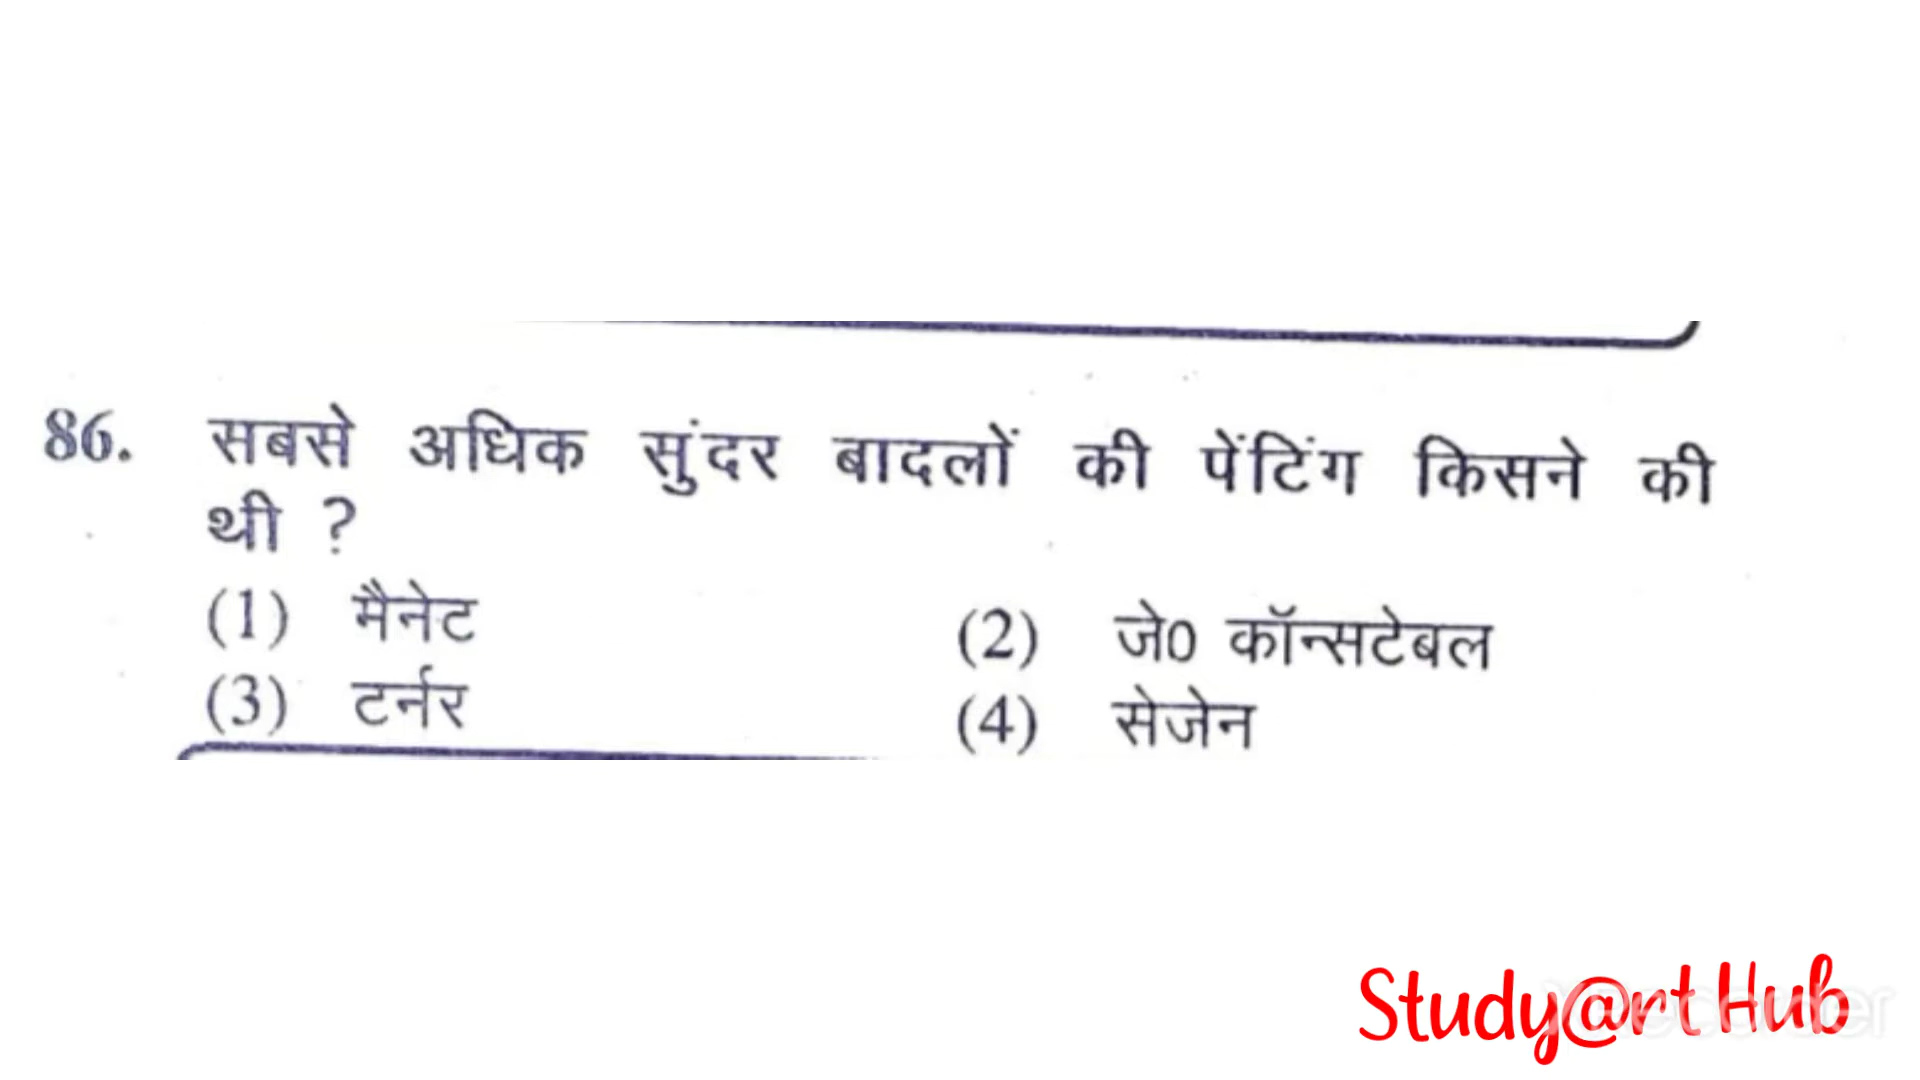 86. सबसे अधिक सुंदर बादलों की पेंटिंग किसने की
थी ?
(1) मैनेट (2) जे0 कॉन्सटेबल
(3) टर्नर (4) सेजेन
Study@rt Hub